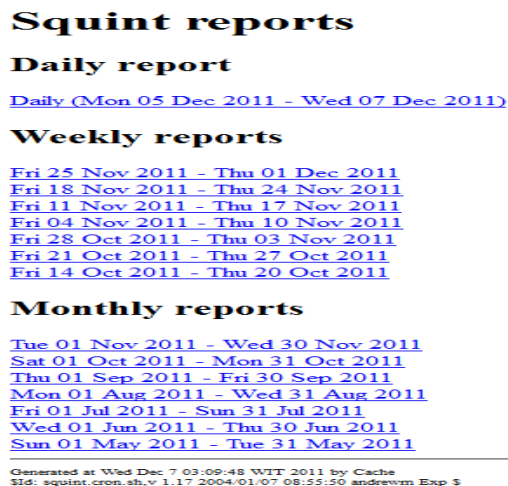 Squint reports
Daily report
Daily (Mon 05 Dec 2011 - Wed 07 Dec 2011)
Weekly reports
Fri 25 Nov 2011 - Thu 01 Dec 2011
Fri 18 Nov 2011 - Thu 24 Nov 2011
Fri 11 Nov 2011 - Thu 17 Nov 2011
Fri 04 Nov 2011 - Thu 10 Nov 2011
Fri 28 Oct 2011 - Thu 03 Nov 2011
Fri 21 Oct 2011 - Thu 27 Oct 2011
Fri 14 Oct 2011 - Thu 20 Oct 2011
Monthly reports
Tue 01 Nov 2011 - Wed 30 Nov 2011
Sat 01 Oct 2011 - Mon 31 Oct 2011
Thu 01 Sep 2011 - Fri 30 Sep 2011
Mon 01 Aug 2011 - Wed 31 Aug 2011
Fri 01 Jul 2011 - Sun 31 Jul 2011
Wed 01 Jun 2011 - Thu 30 Jun 2011
Sun 01 May 2011 - Tue 31 May 2011
Generated at Wed Dec 7 03:09:48 WIT 2011 by Cache
$Id: squint.cron.sh,v 1.17 2004/01/07 08:55:50 andrewm Exp $